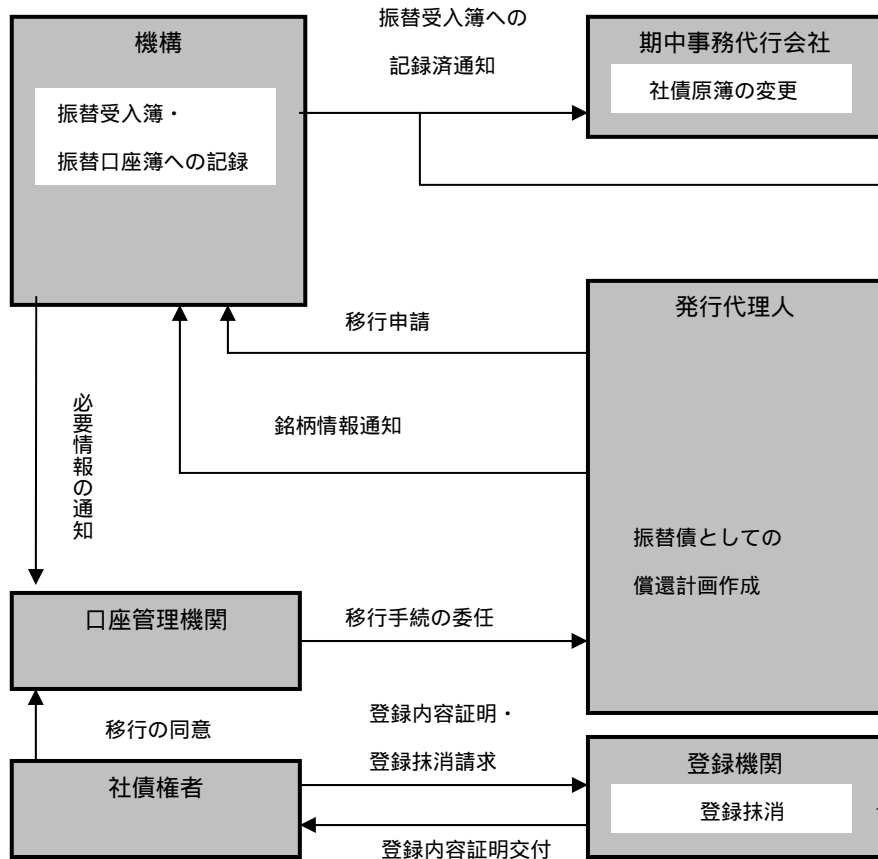 機構
振替受入簿・
振替口座簿への記録
振替受入簿への
記録済通知
期中事務代行会社
社債原簿の変更
発行代理人
移行申請
銘柄情報通知
必要情報の通知
振替債としての
償還計画作成
口座管理機関
移行手続の委任
移行の同意
登録内容証明・
登録抹消請求
社債権者
登録機関
登録抹消
登録内容証明交付